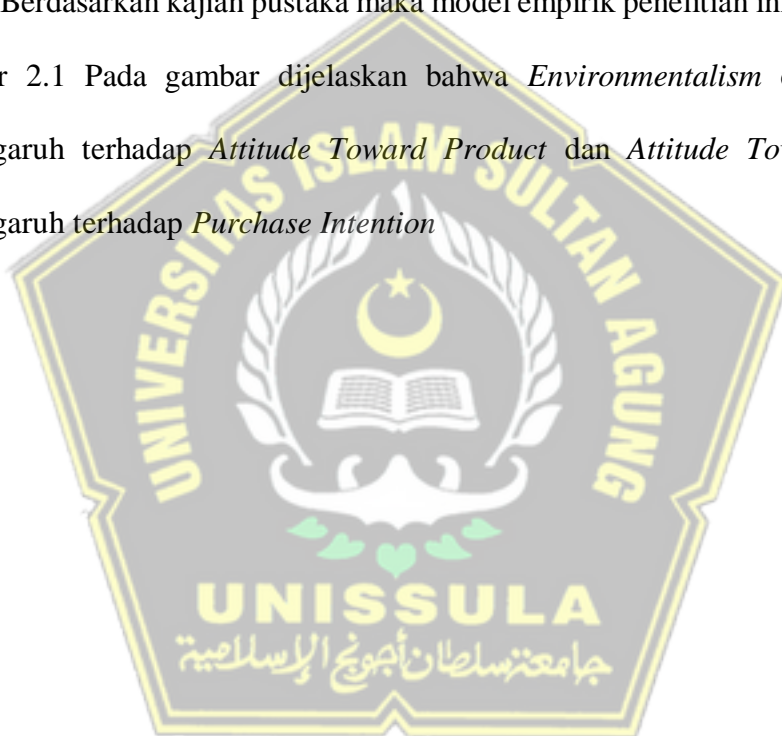 Berdasarkan kajian pustaka maka model empirik penelitian ini
r 2.1 Pada gambar dijelaskan bahwa Environmentalism
garuh terhadap Attitude Toward Product dan Attitude To
garuh terhadap Purchase Intention
UNIVERSITAS ISLAM SULTAN AGUNG
UNISSULA
جامعة سلطان أجونج الإسلامية